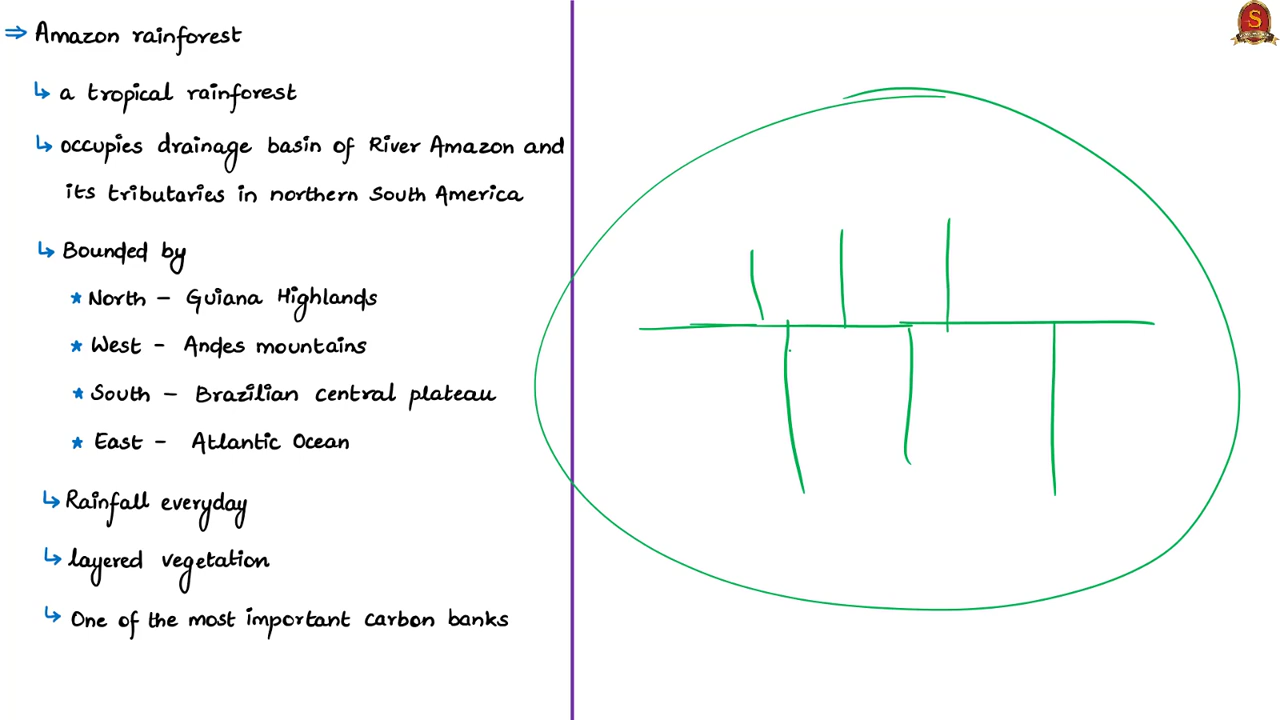 ⇒ Amazon rainforest
↳ a tropical rainforest
↳ occupies drainage basin of River Amazon and
its tributaries in northern South America
↳ Bounded by
* North - Guiana Highlands
* West - Andes mountains
* South - Brazilian central plateau
* East - Atlantic Ocean
↳ Rainfall everyday
↳ layered vegetation
↳ One of the most important carbon banks
S